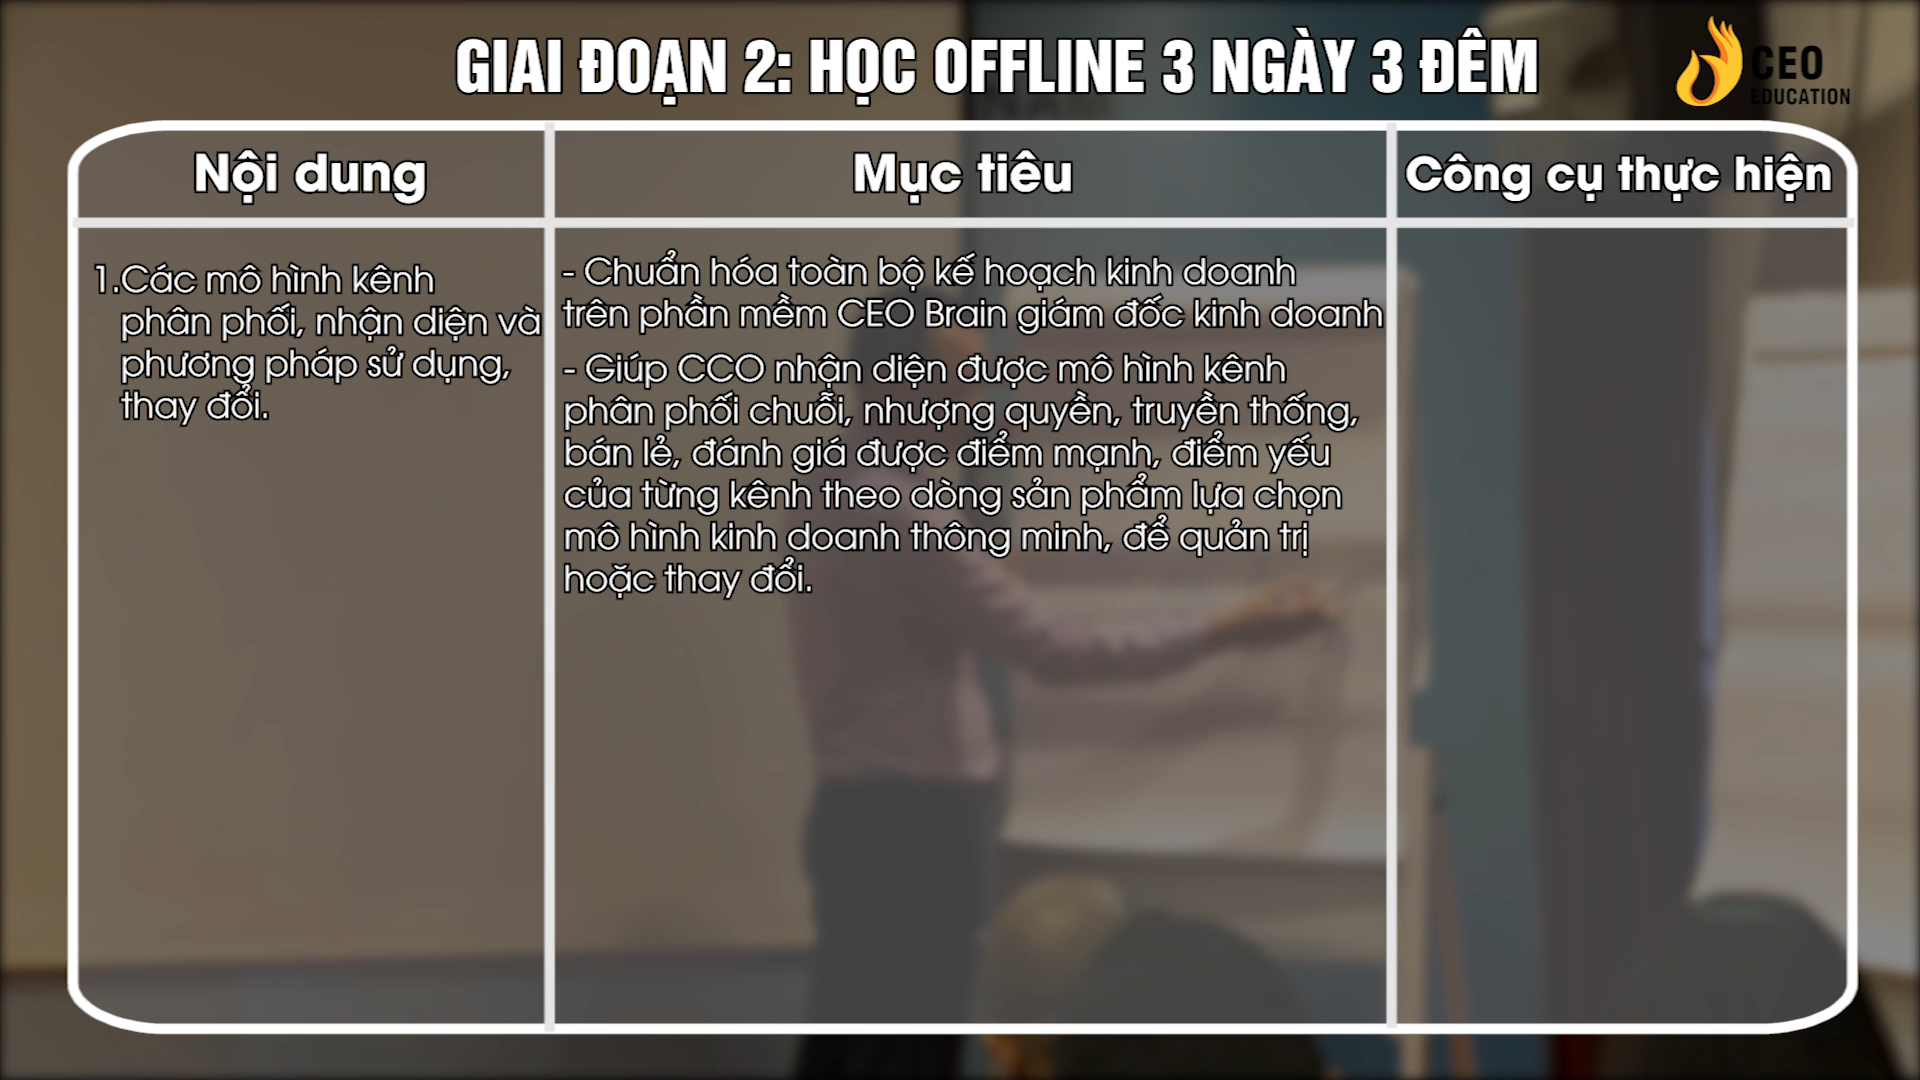 GIAI ĐOẠN 2: HỌC OFFLINE 3 NGÀY 3 ĐÊM
CEO
EDUCATION
Nội dung
Mục tiêu
Công cụ thực hiện
1.Các mô hình kênh
phân phối, nhận diện và
phương pháp sử dụng,
thay đổi.
- Chuẩn hóa toàn bộ kế hoạch kinh doanh
trên phần mềm CEO Brain giám đốc kinh doanh
- Giúp CCO nhận diện được mô hình kênh
phân phối chuỗi, nhượng quyền, truyền thống,
bán lẻ, đánh giá được điểm mạnh, điểm yếu
của từng kênh theo dòng sản phẩm lựa chọn
mô hình kinh doanh thông minh, để quản trị
hoặc thay đổi.